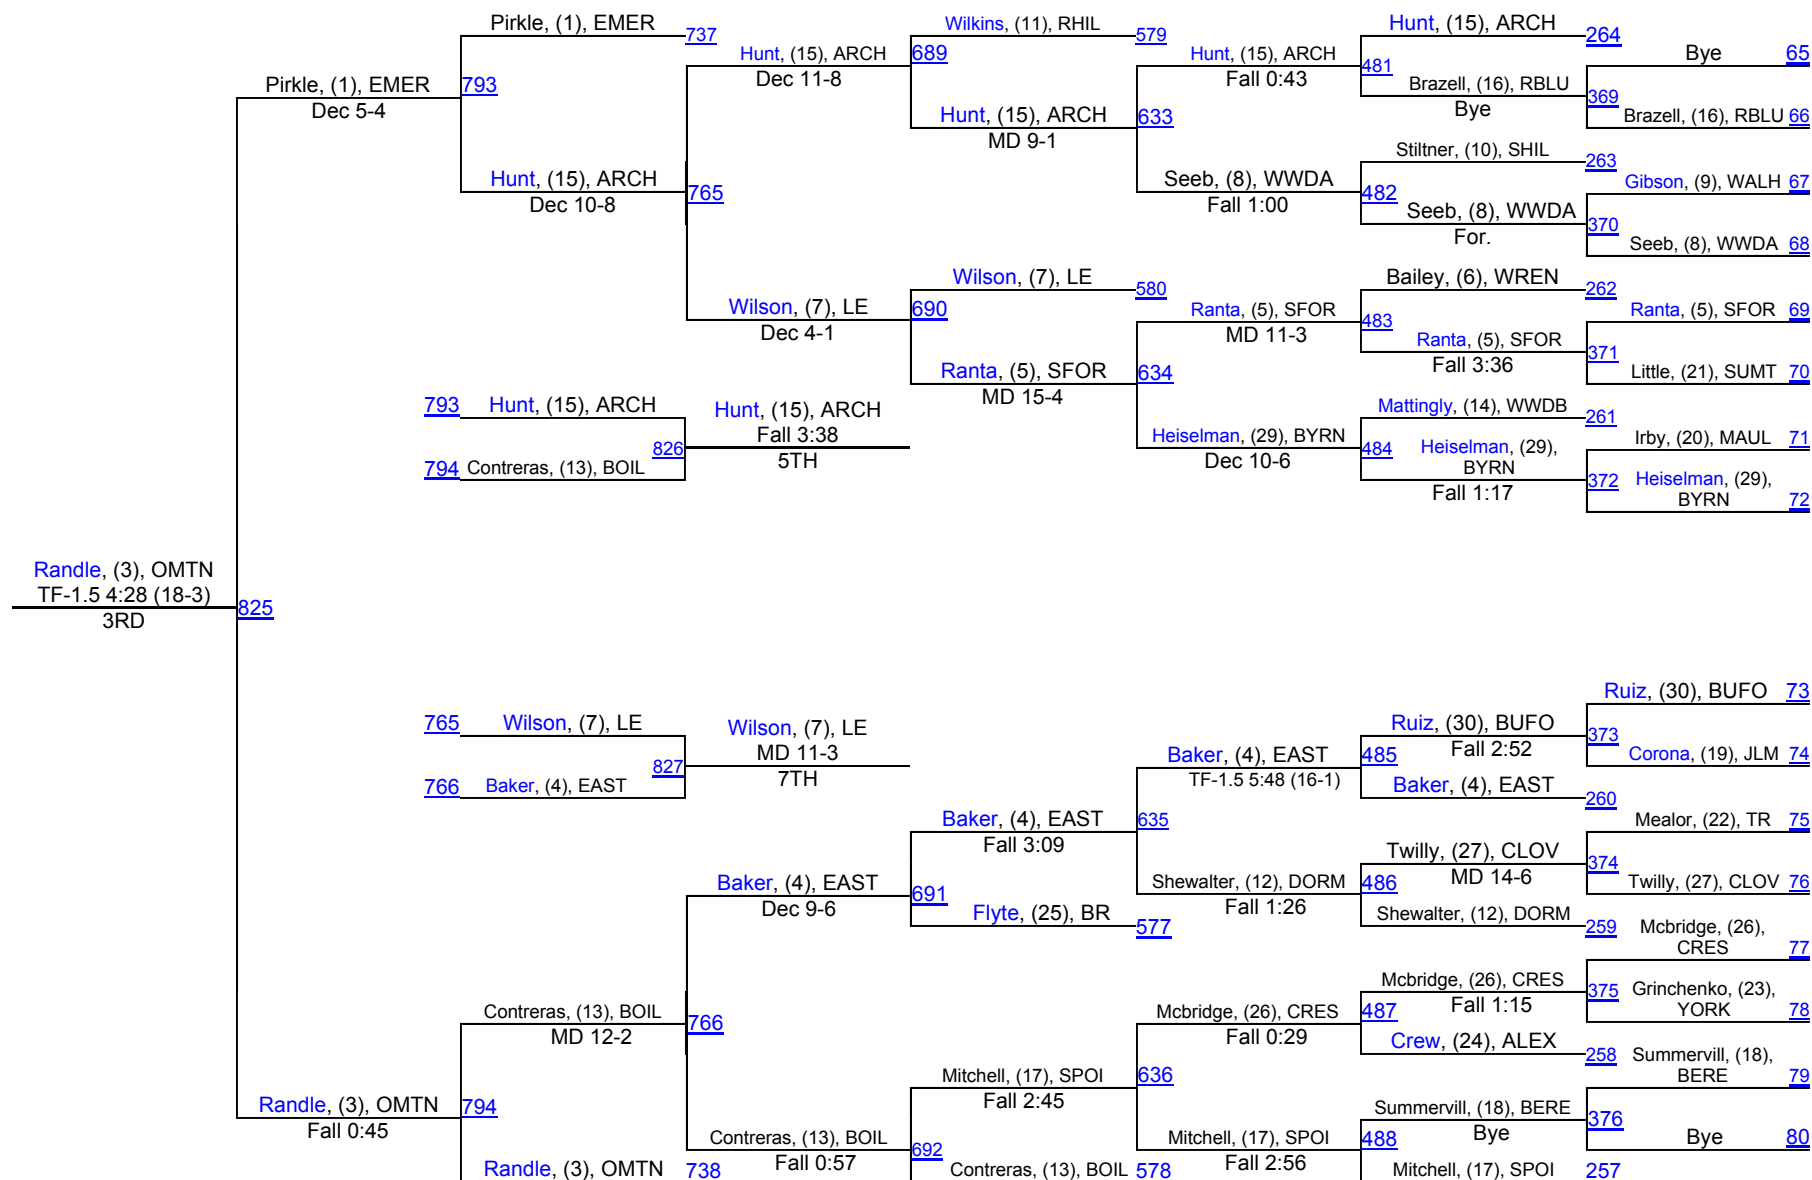 Pirkle, (1), EMER
737
Wilkins, (11), RHIL
579
Hunt, (15), ARCH
264
Hunt, (15), ARCH
Dec 11-8
689
Hunt, (15), ARCH
Fall 0:43
481
Bye
65
Pirkle, (1), EMER
Dec 5-4
793
Brazell, (16), RBLU
Bye
369
Hunt, (15), ARCH
MD 9-1
633
Brazell, (16), RBLU
66
Stiltner, (10), SHIL
263
Hunt, (15), ARCH
Dec 10-8
765
Seeb, (8), WWDA
Fall 1:00
482
Gibson, (9), WALH
67
Seeb, (8), WWDA
For.
370
Seeb, (8), WWDA
68
Wilson, (7), LE
580
Bailey, (6), WREN
262
Wilson, (7), LE
Dec 4-1
690
Ranta, (5), SFOR
MD 11-3
483
Ranta, (5), SFOR
69
Ranta, (5), SFOR
Fall 3:36
371
Ranta, (5), SFOR
MD 15-4
634
Little, (21), SUMT
70
793
Hunt, (15), ARCH
Hunt, (15), ARCH
Fall 3:38
5TH
826
794
Contreras, (13), BOIL
Mattingly, (14), WWDB
261
Heiselman, (29), BYRN
Dec 10-6
484
Irby, (20), MAUL
71
Heiselman, (29),
BYRN
Fall 1:17
372
Heiselman, (29),
BYRN
72
Randle, (3), OMTN
TF-1.5 4:28 (18-3)
3RD
825
Ruiz, (30), BUFO
73
765
Wilson, (7), LE
Wilson, (7), LE
MD 11-3
7TH
827
766
Baker, (4), EAST
Ruiz, (30), BUFO
Fall 2:52
373
Baker, (4), EAST
TF-1.5 5:48 (16-1)
485
Corona, (19), JLM
74
Baker, (4), EAST
260
Baker, (4), EAST
Fall 3:09
635
Mealor, (22), TR
75
Twilly, (27), CLOV
MD 14-6
374
Baker, (4), EAST
Dec 9-6
691
Shewalter, (12), DORM
Fall 1:26
486
Twilly, (27), CLOV
76
Flyte, (25), BR
577
Shewalter, (12), DORM
259
Mcbridge, (26),
CRES
77
Contreras, (13), BOIL
MD 12-2
766
Mcbridge, (26), CRES
Fall 0:29
487
Mcbridge, (26), CRES
Fall 1:15
375
Grinchenko, (23),
YORK
78
Crew, (24), ALEX
258
Summervill, (18),
BERE
79
Mitchell, (17), SPOI
Fall 2:45
636
Randle, (3), OMTN
Fall 0:45
794
Summervill, (18), BERE
Bye
376
Contreras, (13), BOIL
Fall 0:57
692
Mitchell, (17), SPOI
Fall 2:56
488
Bye
80
Randle, (3), OMTN
738
Contreras, (13), BOIL
578
Mitchell, (17), SPOI
257